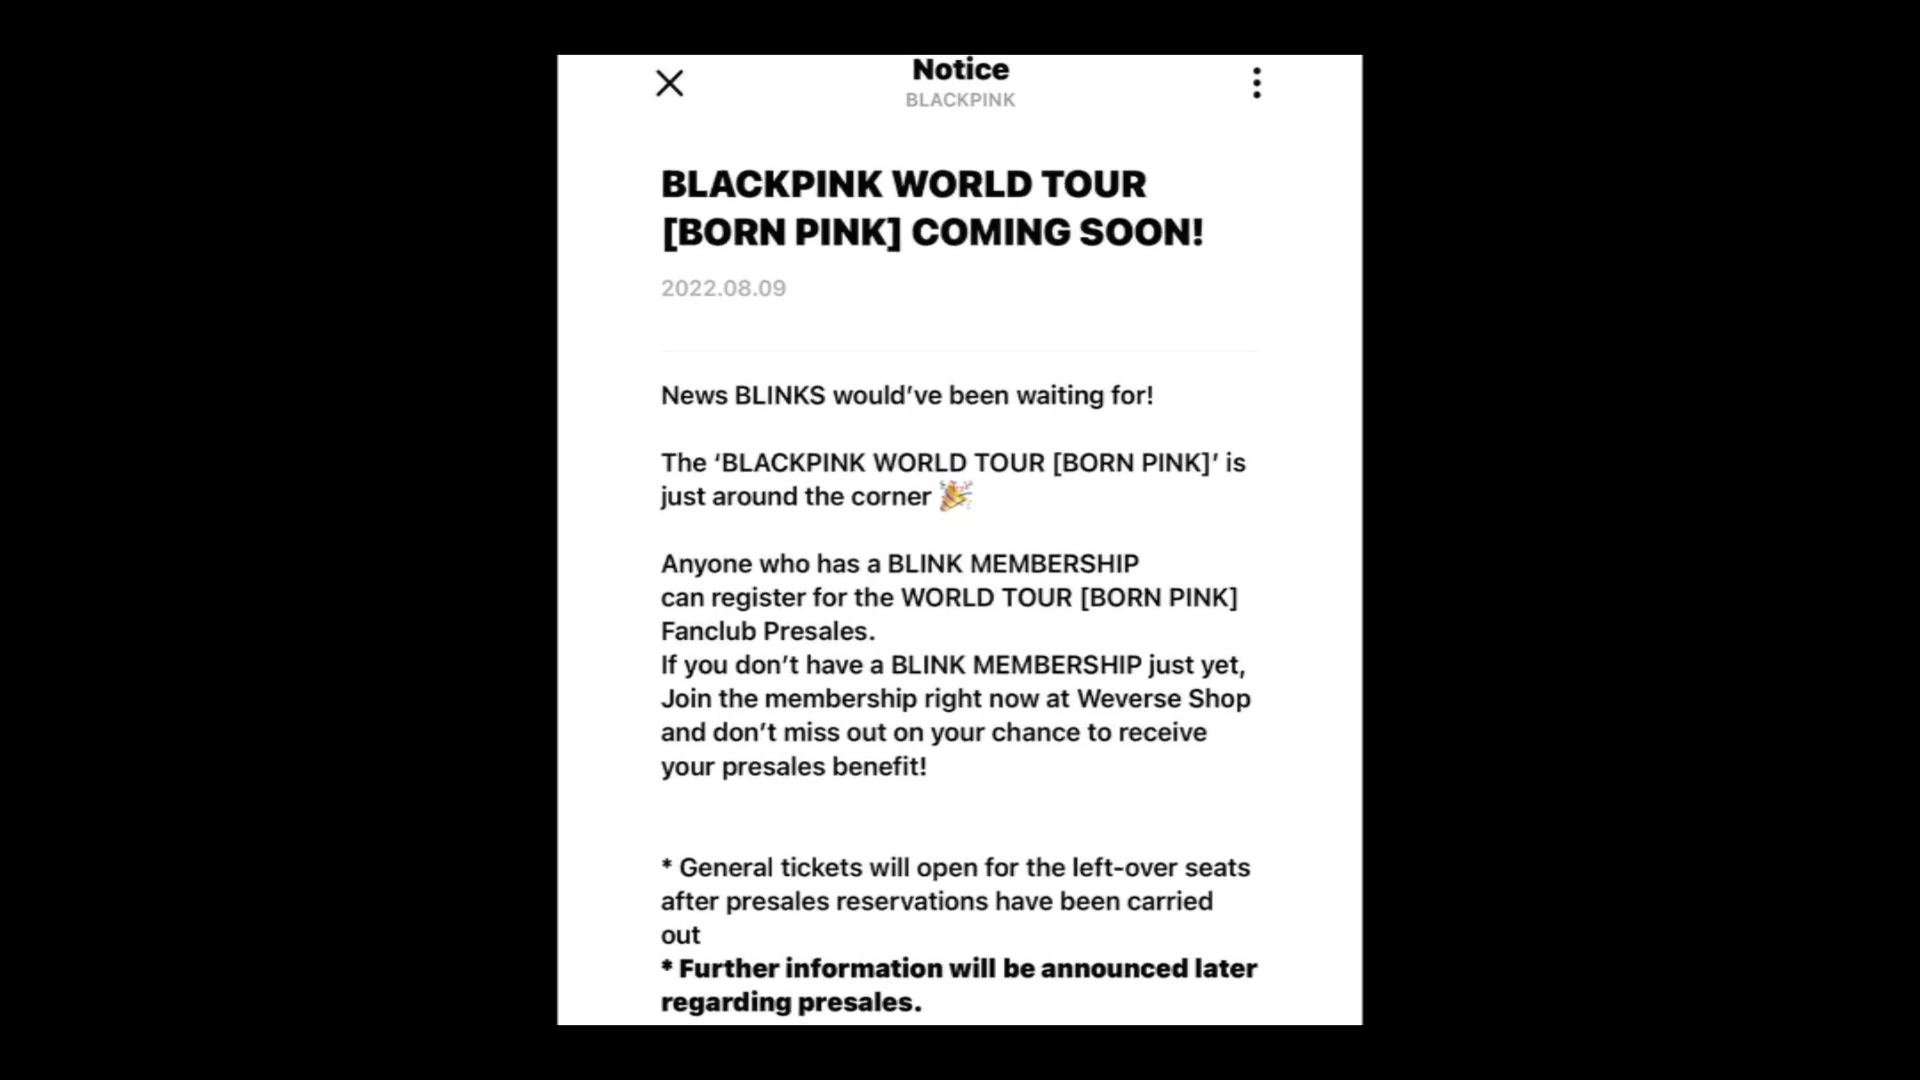 Notice
BLACKPINK
BLACKPINK WORLD TOUR
[BORN PINK] COMING SOON!
2022.08.09
News BLINKS would’ve been waiting for!
The ‘BLACKPINK WORLD TOUR [BORN PINK]’ is
just around the corner 🎉
Anyone who has a BLINK MEMBERSHIP
can register for the WORLD TOUR [BORN PINK]
Fanclub Presales.
If you don’t have a BLINK MEMBERSHIP just yet,
Join the membership right now at Weverse Shop
and don’t miss out on your chance to receive
your presales benefit!
* General tickets will open for the left-over seats
after presales reservations have been carried
out
* Further information will be announced later
regarding presales.